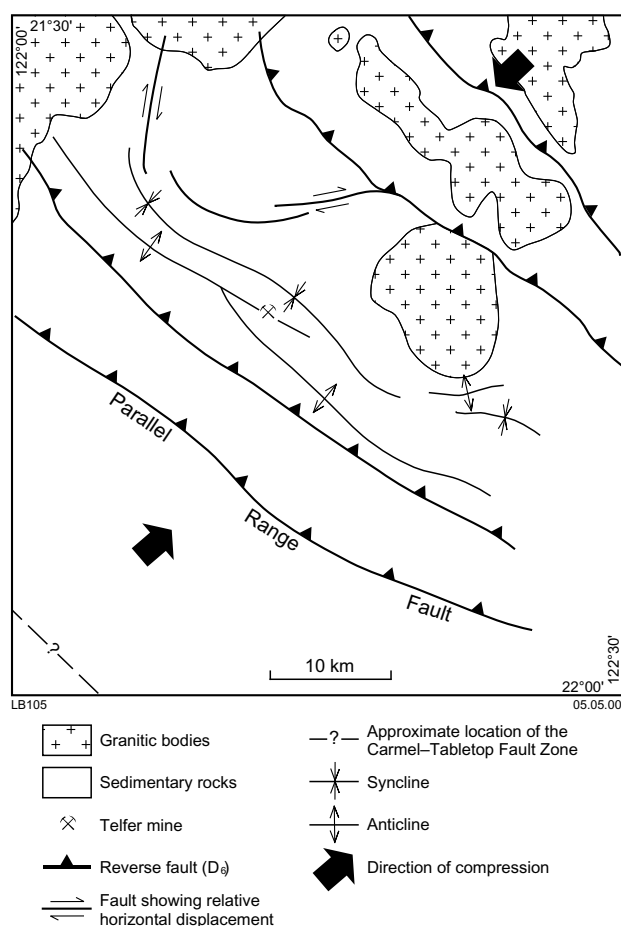 21°30'
122°00'
Parallel
Range
Fault
?
10 km
122°30'
22°00'
LB105
05.05.00
Granitic bodies
Sedimentary rocks
Telfer mine
Reverse fault (D₆)
Fault showing relative
horizontal displacement
?
Approximate location of the
Carmel–Tabletop Fault Zone
Syncline
Anticline
Direction of compression